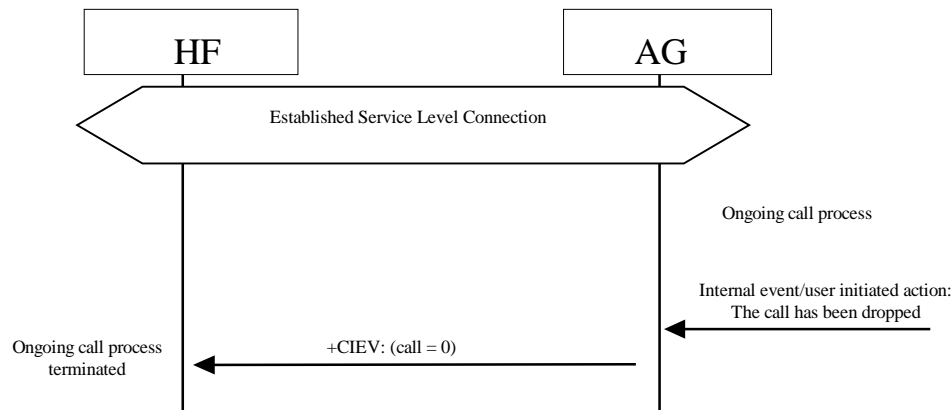 HF
AG
Established Service Level Connection
Ongoing call process
Internal event/user initiated action:
The call has been dropped
+CIEV: (call = 0)
Ongoing call process
terminated